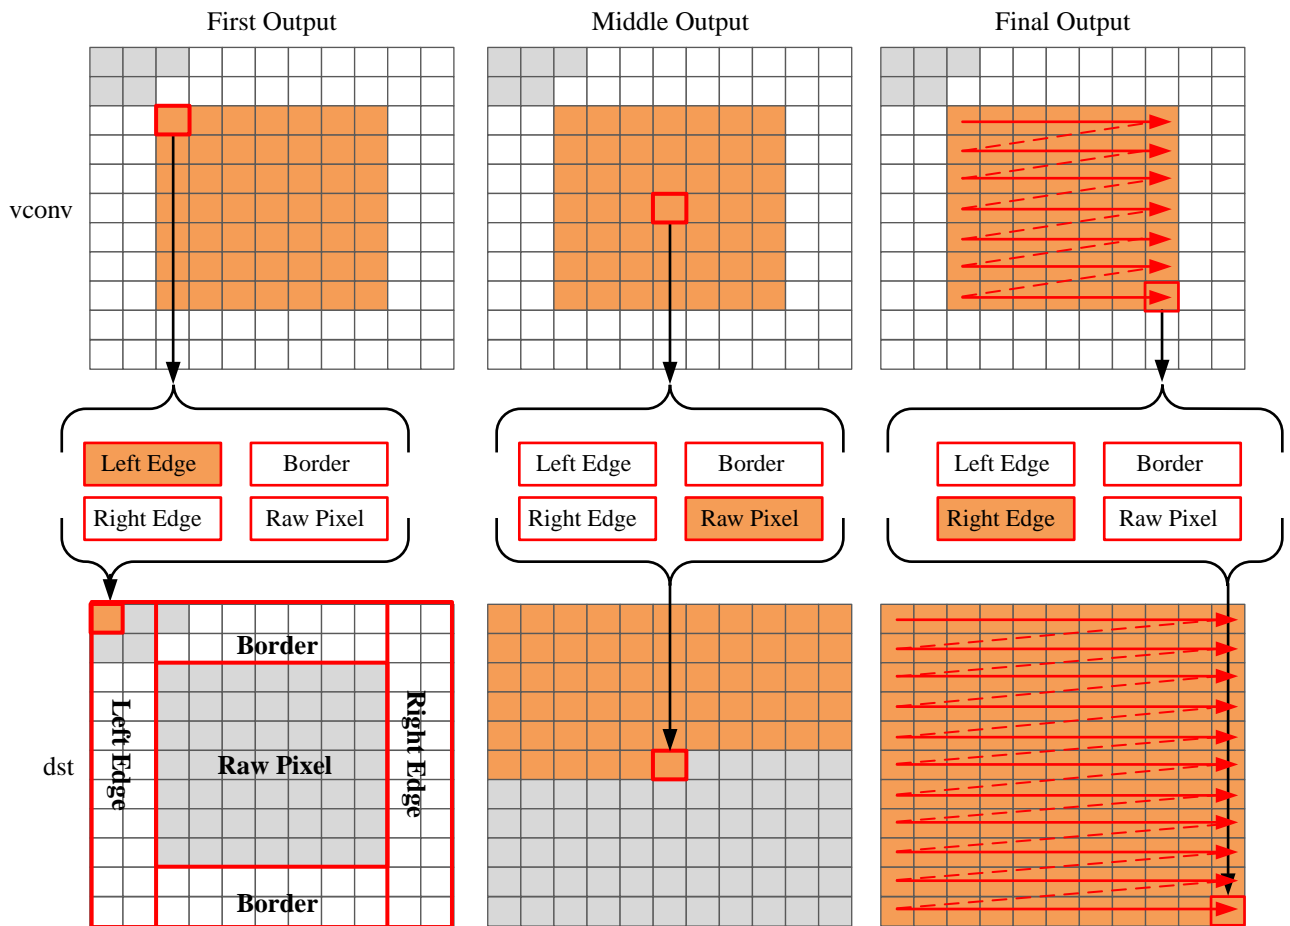 First Output
Middle Output
Final Output
vconv
Left Edge
Border
Right Edge
Raw Pixel
Left Edge
Border
Right Edge
Raw Pixel
Left Edge
Border
Right Edge
Raw Pixel
dst
Border
Left Edge
Raw Pixel
Right Edge
Border